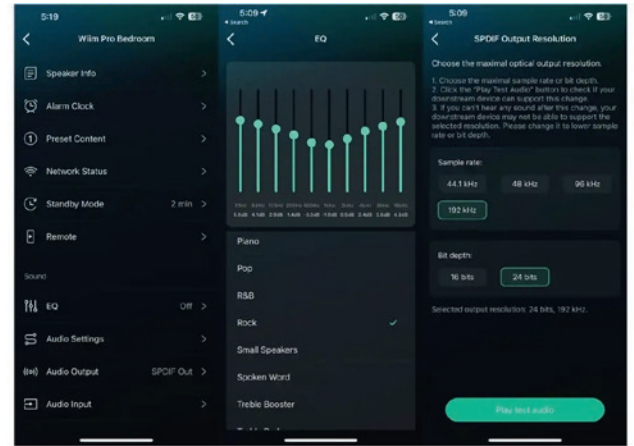 5:19
Wiim Pro Bedroom
Speaker Info
Alarm Clock
1 Preset Content
Network Status
Standby Mode 2 min
Remote
Sound
EQ Off
Audio Settings
Audio Output SPDIF Out
Audio Input
5:09
Search
EQ
Piano
Pop
R&B
Rock
Small Speakers
Spoken Word
Treble Booster
5:09
Search
SPDIF Output Resolution
Choose the maximal optical output resolution.
1. Choose the maximal sample rate or bit depth.
2. Click the "Play Test Audio" button to check if your
downstream device can support this change.
3. If you can't hear any sound after this change, your
downstream device may not be able to support the
selected resolution. Please change it to lower sample
rate or bit depth.
Sample rate:
44.1 kHz 48 kHz 96 kHz
192 kHz
Bit depth:
16 bits 24 bits
Selected output resolution: 24 bits, 192 kHz.
Play test audio